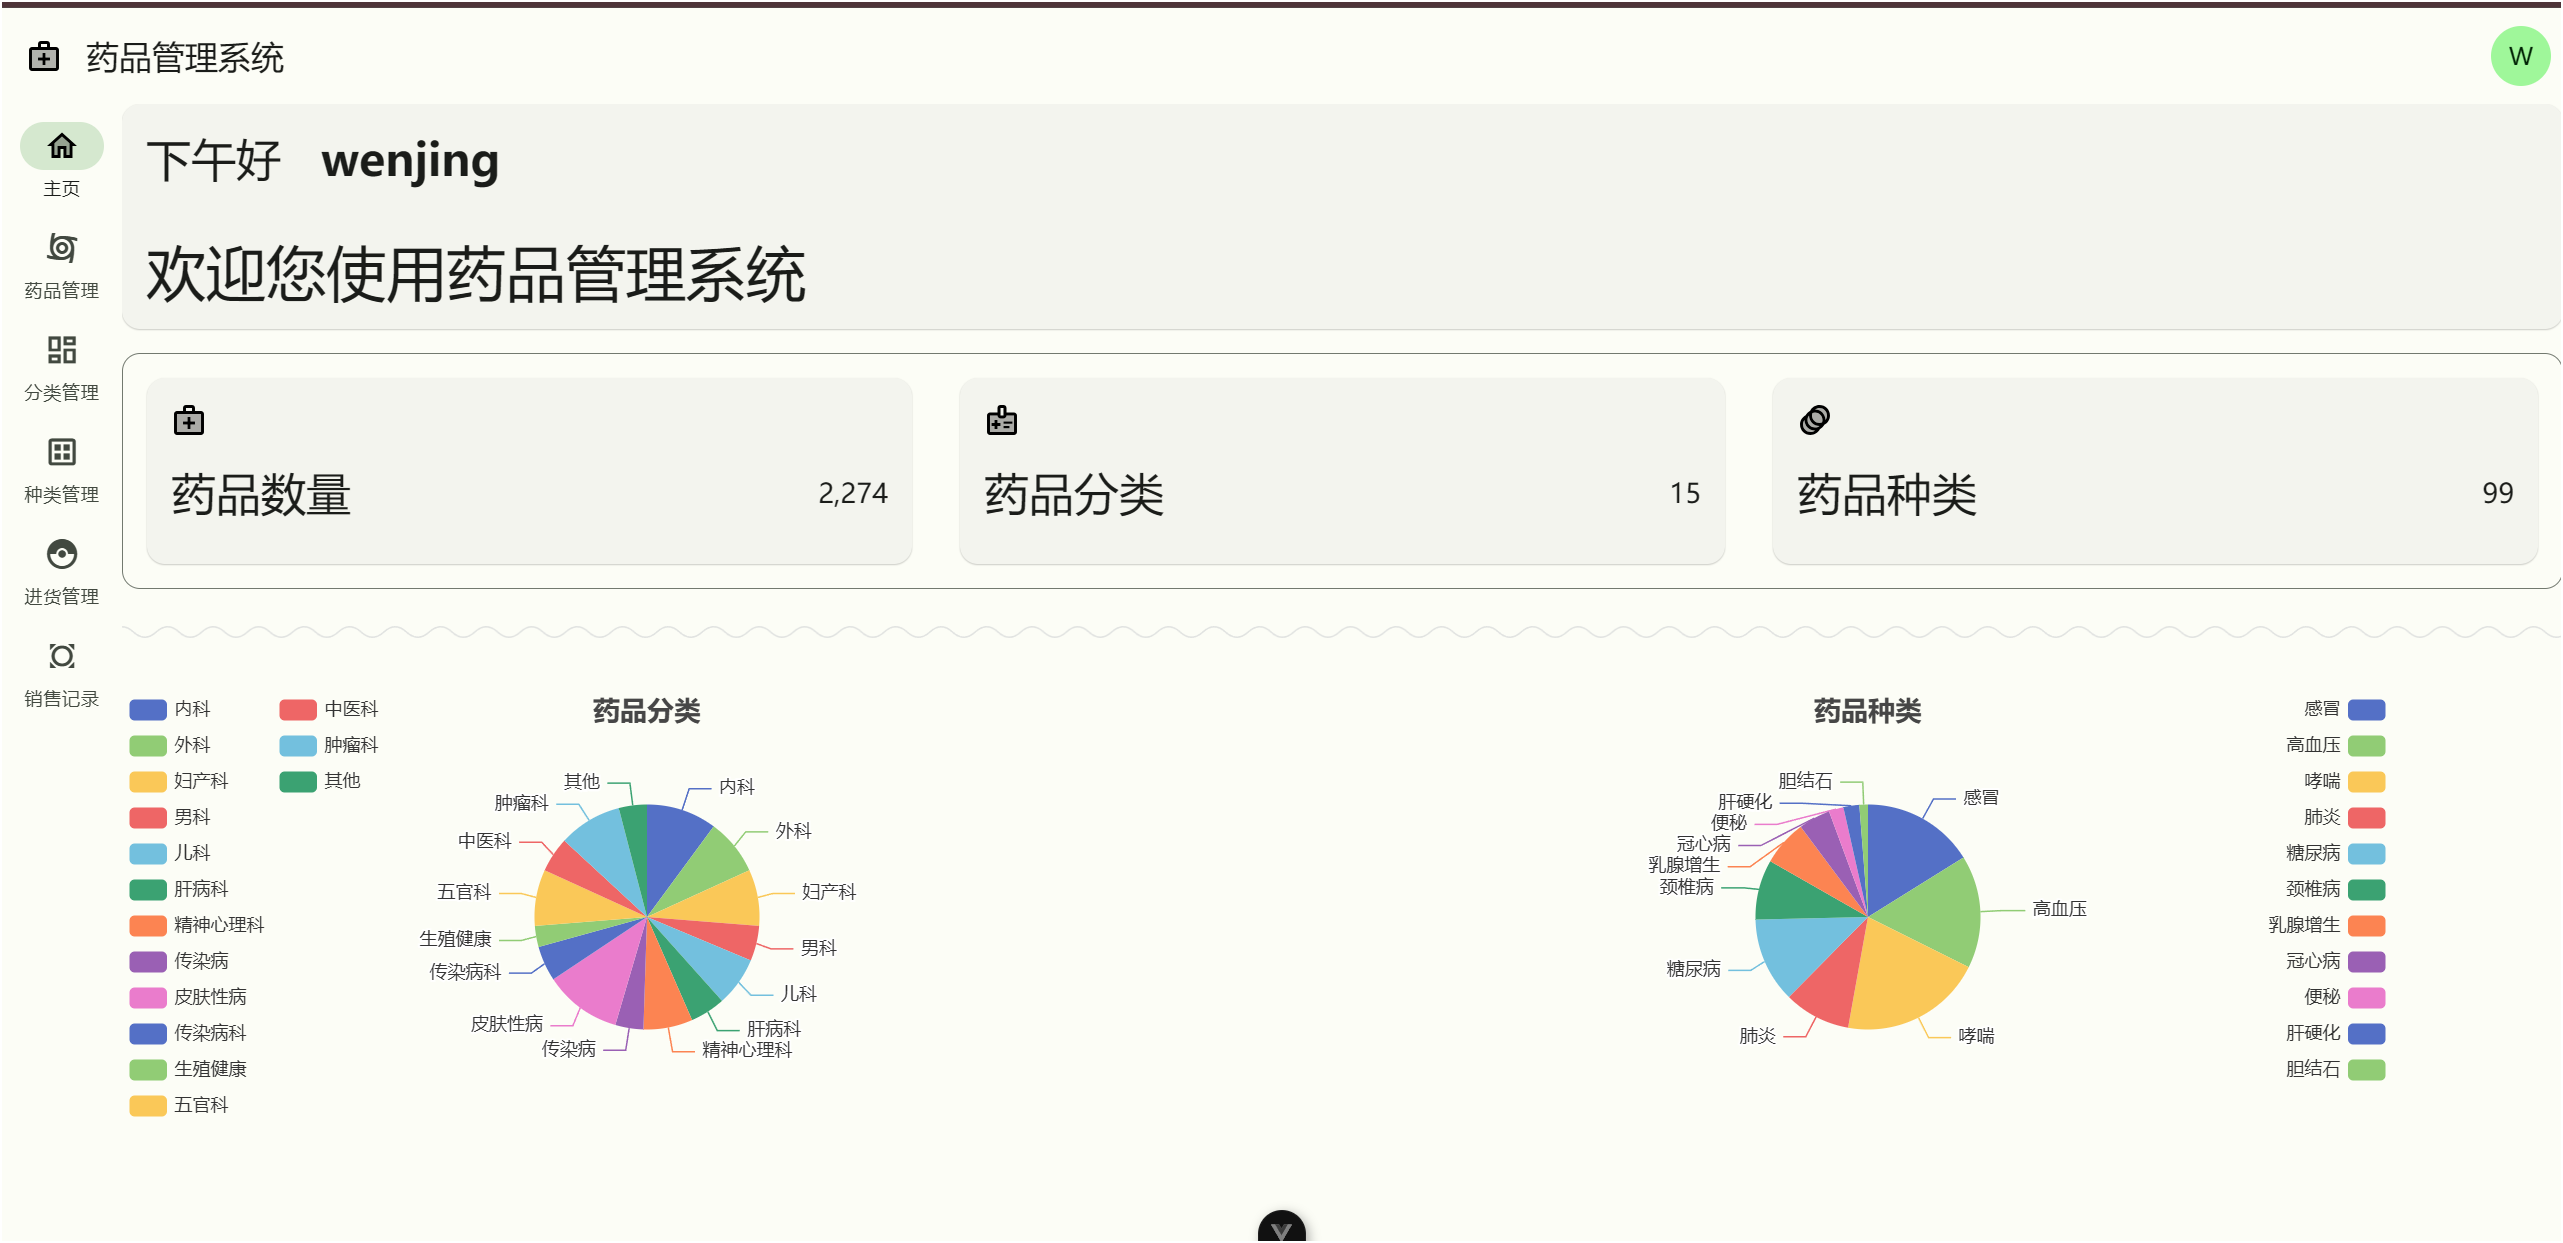 药品管理系统
W
主页
药品管理
分类管理
种类管理
进货管理
销售记录
下午好 wenjing
欢迎您使用药品管理系统
药品数量 2,274
药品分类 15
药品种类 99
内科
外科
妇产科
男科
儿科
肝病科
精神心理科
传染病
皮肤性病
传染病科
生殖健康
五官科
中医科
肿瘤科
其他
药品分类
其他
内科
肿瘤科
外科
中医科
妇产科
五官科
男科
生殖健康
传染病科
儿科
皮肤性病
肝病科
传染病
精神心理科
药品种类
胆结石
感冒
肝硬化
便秘
冠心病
乳腺增生
颈椎病
高血压
糖尿病
肺炎
哮喘
感冒
高血压
哮喘
肺炎
糖尿病
颈椎病
乳腺增生
冠心病
便秘
肝硬化
胆结石